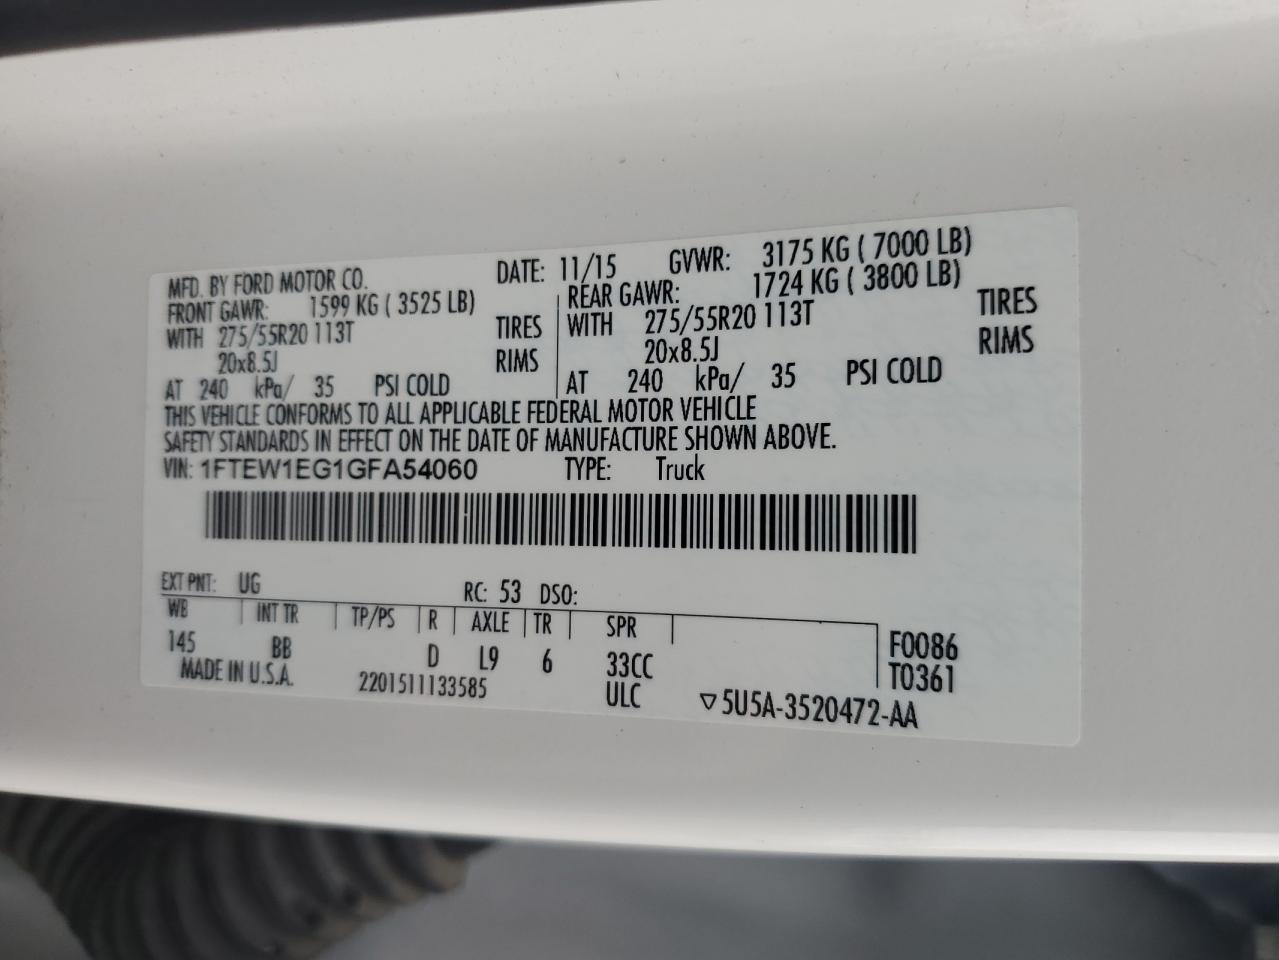 MFD. BY FORD MOTOR CO. DATE: 11/15 GVWR: 3175 KG ( 7000 LB)
FRONT GAWR: 1599 KG ( 3525 LB) REAR GAWR: 1724 KG ( 3800 LB)
WITH 275/55R20 113T TIRES WITH 275/55R20 113T TIRES
20x8.5J RIMS 20x8.5J RIMS
AT 240 kPa/ 35 PSI COLD AT 240 kPa/ 35 PSI COLD
THIS VEHICLE CONFORMS TO ALL APPLICABLE FEDERAL MOTOR VEHICLE
SAFETY STANDARDS IN EFFECT ON THE DATE OF MANUFACTURE SHOWN ABOVE.
VIN: 1FTEW1EG1GFA54060 TYPE: Truck
EXT PNT: UG RC: 53 DSO:
WB INT TR TP/PS R AXLE TR SPR F0086
145 BB D L9 6 33CC T0361
MADE IN U.S.A. 2201511133585 ULC ▽5U5A-3520472-AA